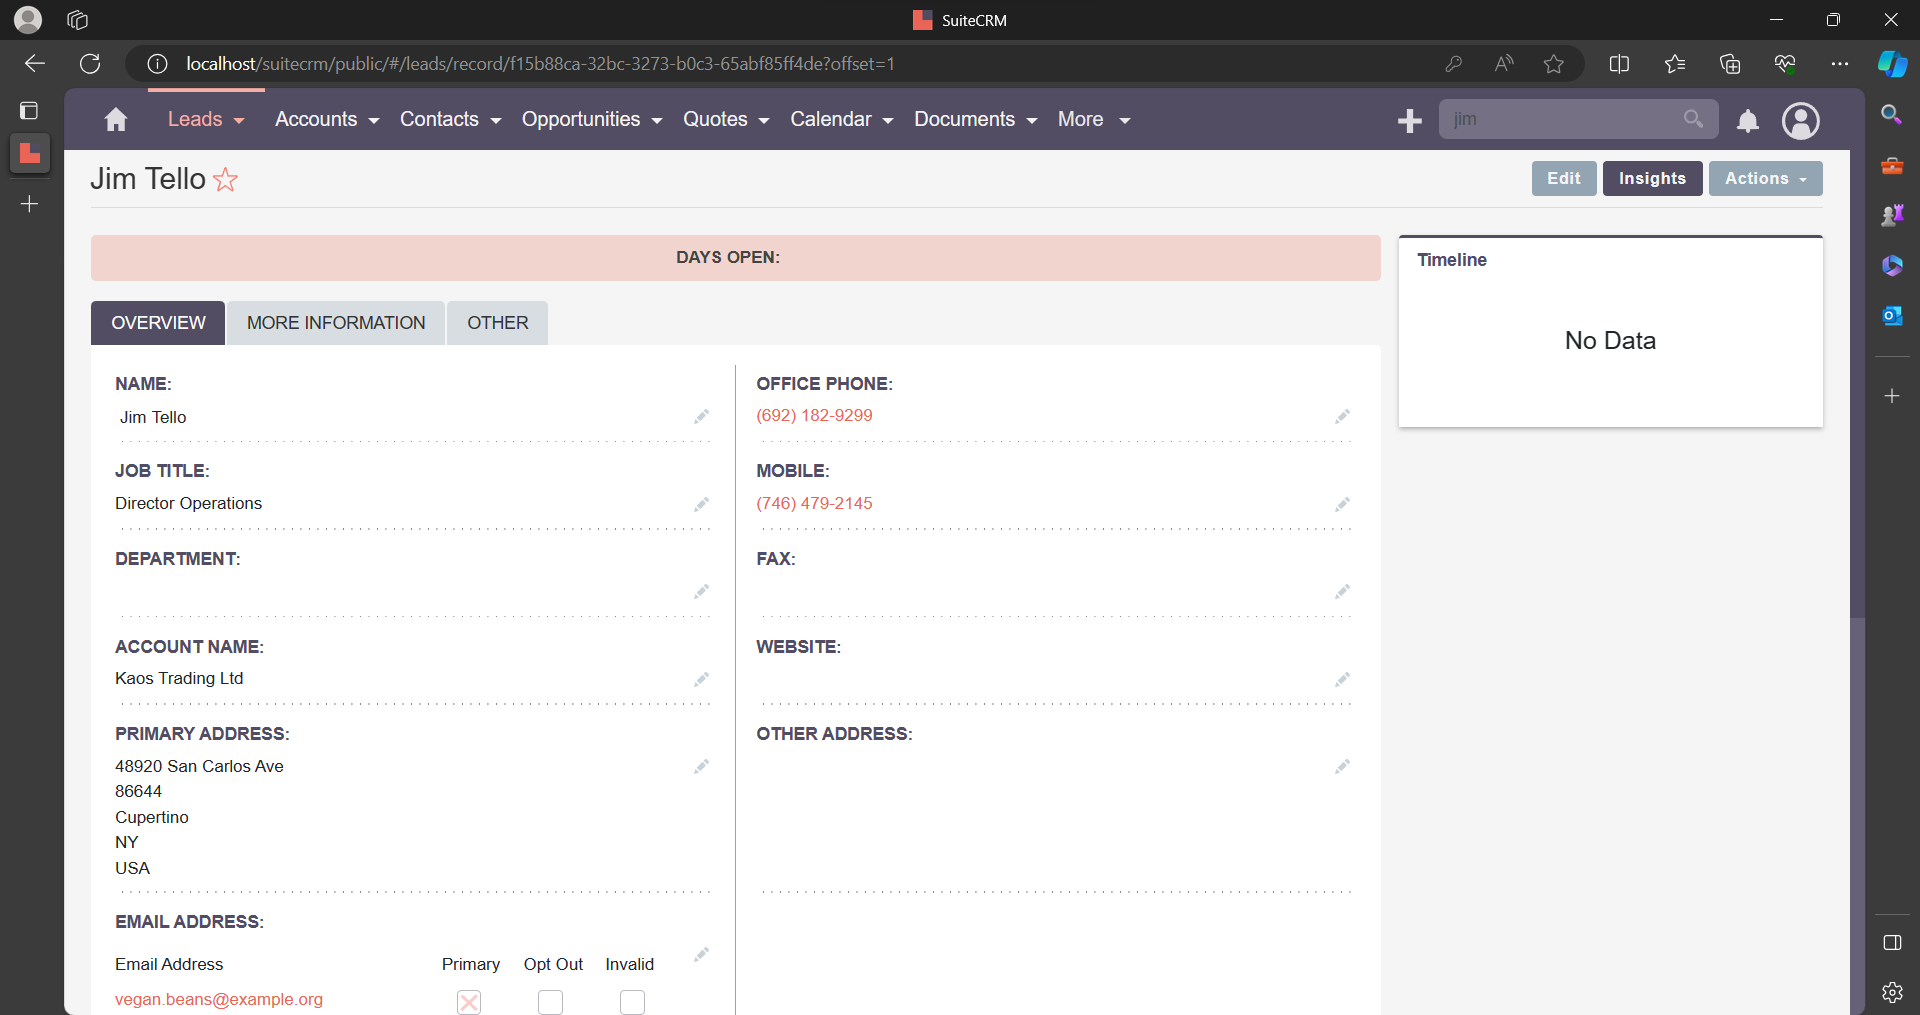 SuiteCRM
localhost/suitecrm/public/#/leads/record/f15b88ca-32bc-3273-b0c3-65abf85ff4de?offset=1
Leads Accounts Contacts Opportunities Quotes Calendar Documents More jim
Jim Tello Edit Insights Actions
DAYS OPEN:
Timeline
No Data
OVERVIEW MORE INFORMATION OTHER
NAME:
Jim Tello
OFFICE PHONE:
(692) 182-9299
JOB TITLE:
Director Operations
MOBILE:
(746) 479-2145
DEPARTMENT:
FAX:
ACCOUNT NAME:
Kaos Trading Ltd
WEBSITE:
PRIMARY ADDRESS:
48920 San Carlos Ave
86644
Cupertino
NY
USA
OTHER ADDRESS:
EMAIL ADDRESS:
Email Address Primary Opt Out Invalid
vegan.beans@example.org